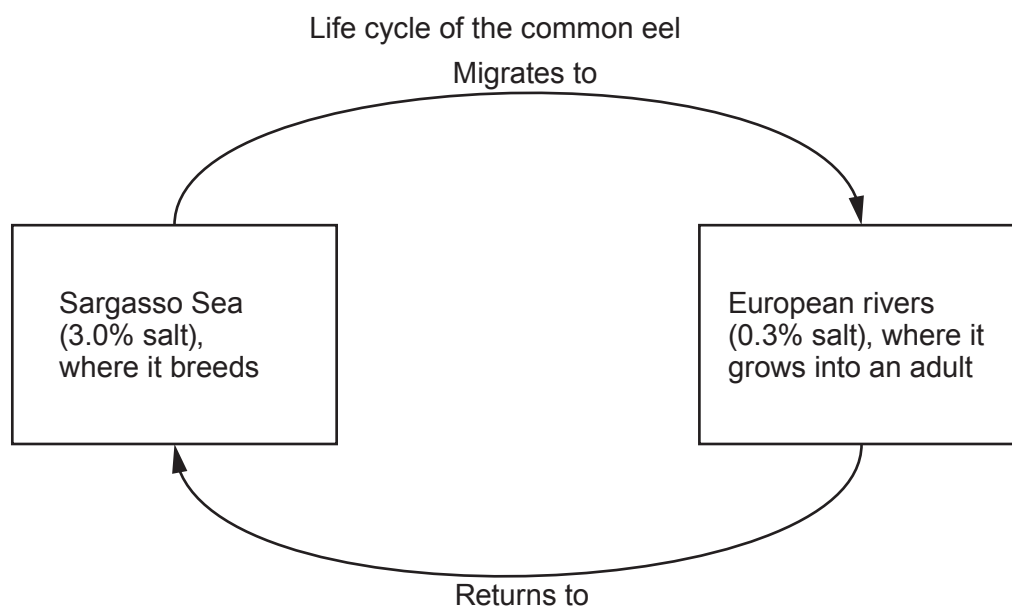 Life cycle of the common eel
Migrates to
Sargasso Sea
(3.0% salt),
where it breeds
European rivers
(0.3% salt), where it
grows into an adult
Returns to